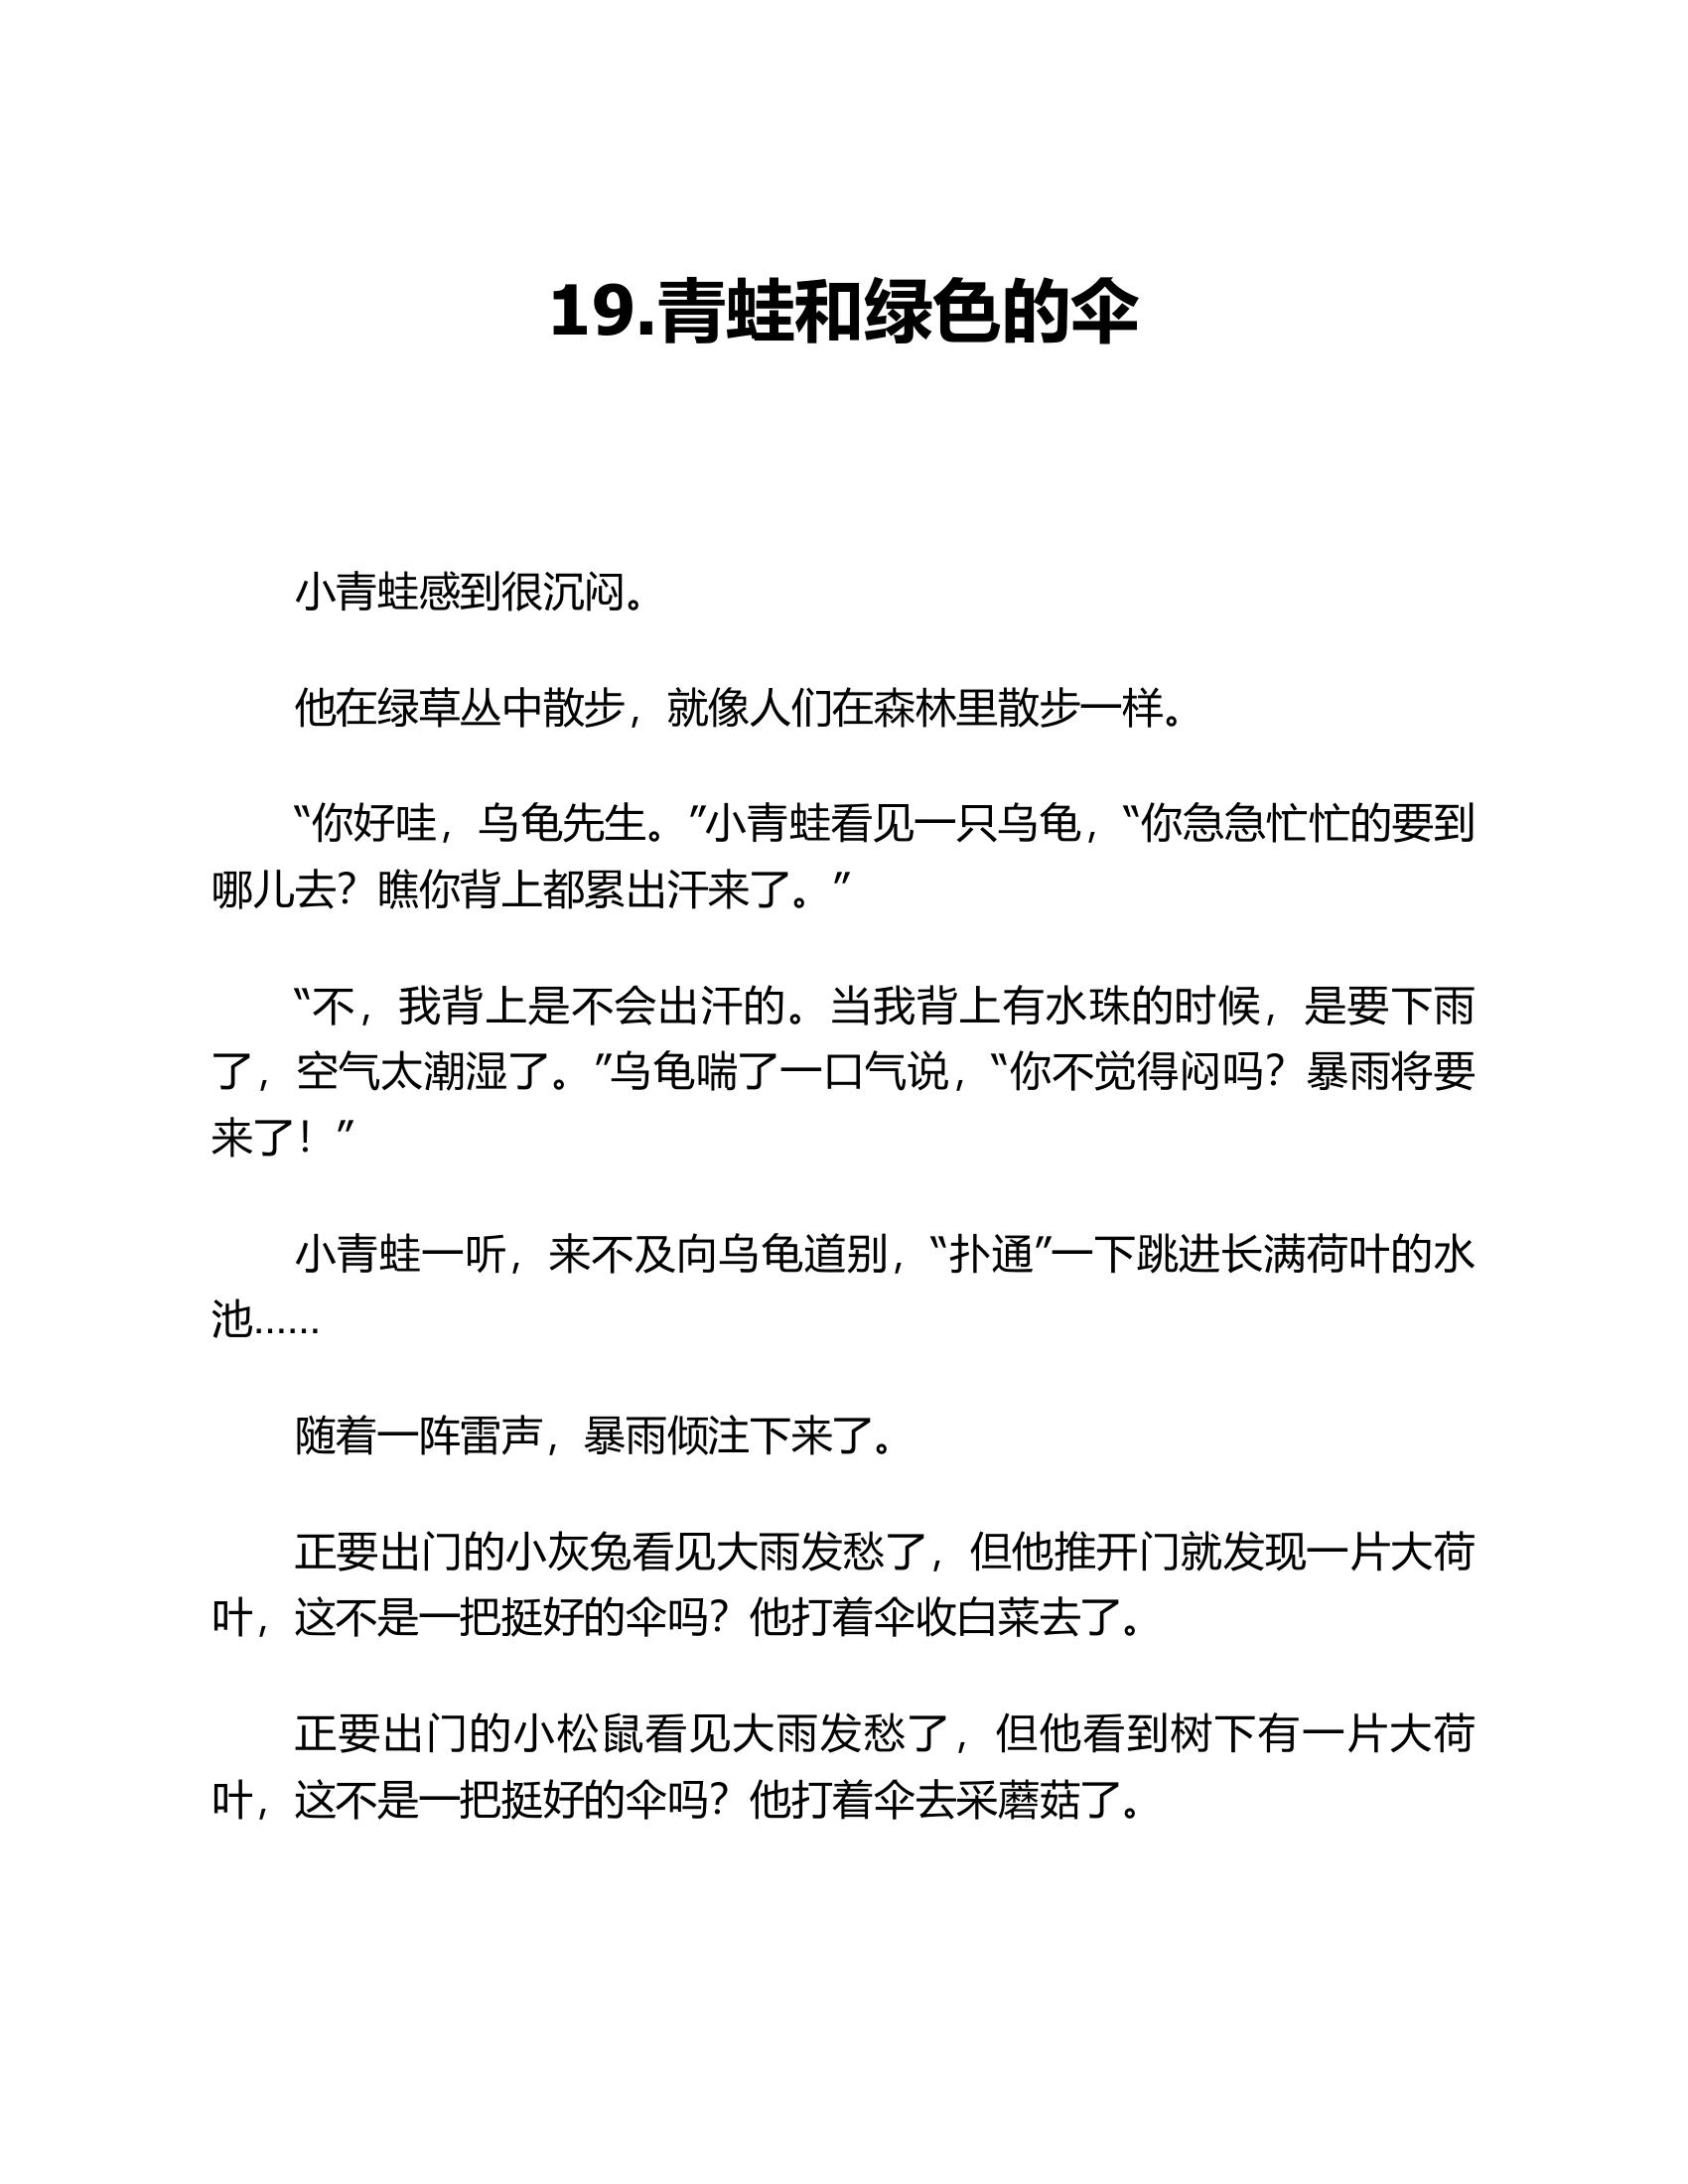 19.青蛙和绿色的伞
小青蛙感到很沉闷。
他在绿草丛中散步，就像人们在森林里散步一样。
“你好哇，乌龟先生。”小青蛙看见一只乌龟，“你急急忙忙的要到
哪儿去？瞧你背上都累出汗来了。”
“不，我背上是不会出汗的。当我背上有水珠的时候，是要下雨
了，空气太潮湿了。”乌龟喘了一口气说，“你不觉得闷吗？暴雨将要
来了！”
小青蛙一听，来不及向乌龟道别，“扑通”一下跳进长满荷叶的水
池……
随着一阵雷声，暴雨倾注下来了。
正要出门的小灰兔看见大雨发愁了，但他推开门就发现一片大荷
叶，这不是一把挺好的伞吗？他打着伞收白菜去了。
正要出门的小松鼠看见大雨发愁了，但他看到树下有一片大荷
叶，这不是一把挺好的伞吗？他打着伞去采蘑菇了。